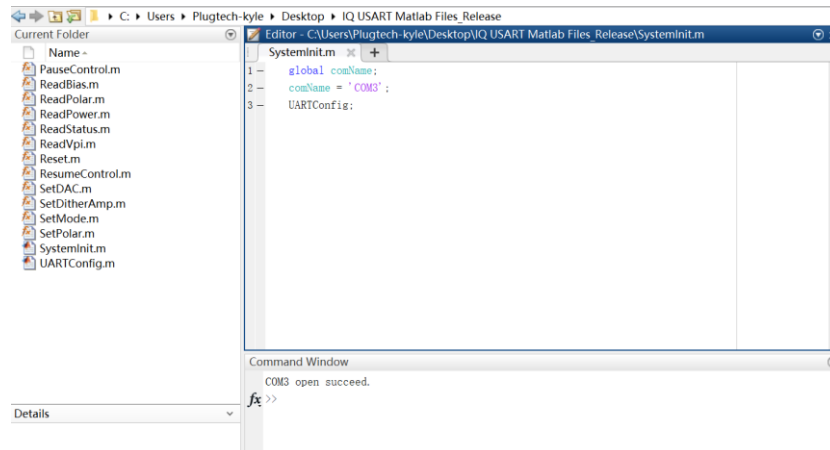 C: Users Plugtech-kyle Desktop IQ USART Matlab Files_Release
Current Folder
Name
PauseControl.m
ReadBias.m
ReadPolar.m
ReadPower.m
ReadStatus.m
ReadVpi.m
Reset.m
ResumeControl.m
SetDAC.m
SetDitherAmp.m
SetMode.m
SetPolar.m
SystemInit.m
UARTConfig.m
Details
Editor - C:\Users\Plugtech-kyle\Desktop\IQ USART Matlab Files_Release\SystemInit.m
SystemInit.m
1 – global comName;
2 – comName = 'COM3';
3 – UARTConfig;
Command Window
COM3 open succeed.
fx >>